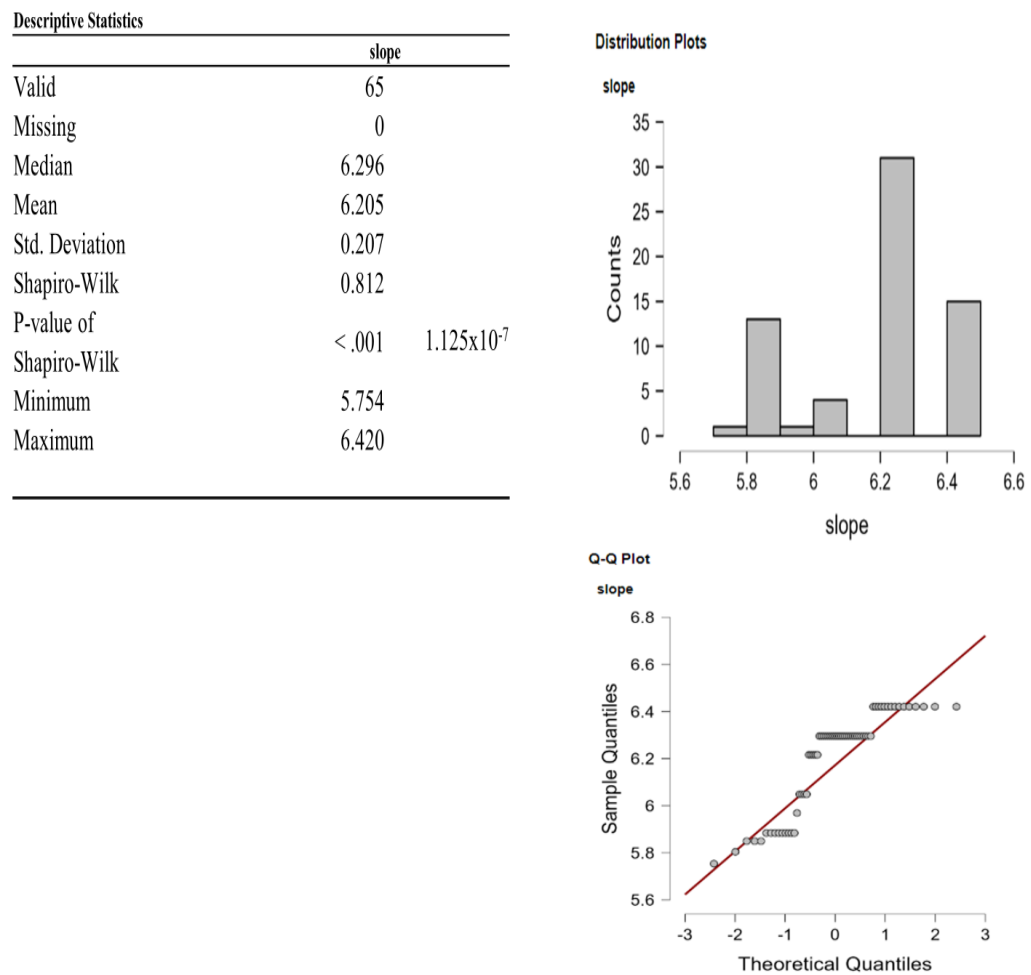 Descriptive Statistics
slope
Valid 65
Missing 0
Median 6.296
Mean 6.205
Std. Deviation 0.207
Shapiro-Wilk 0.812
P-value of
Shapiro-Wilk < .001 1.125x10⁻⁷
Minimum 5.754
Maximum 6.420
Distribution Plots
slope
35
30
25
20
15
10
5
0
Counts
5.6 5.8 6 6.2 6.4 6.6
slope
Q-Q Plot
slope
6.8
6.6
6.4
6.2
6
5.8
5.6
Sample Quantiles
-3 -2 -1 0 1 2 3
Theoretical Quantiles